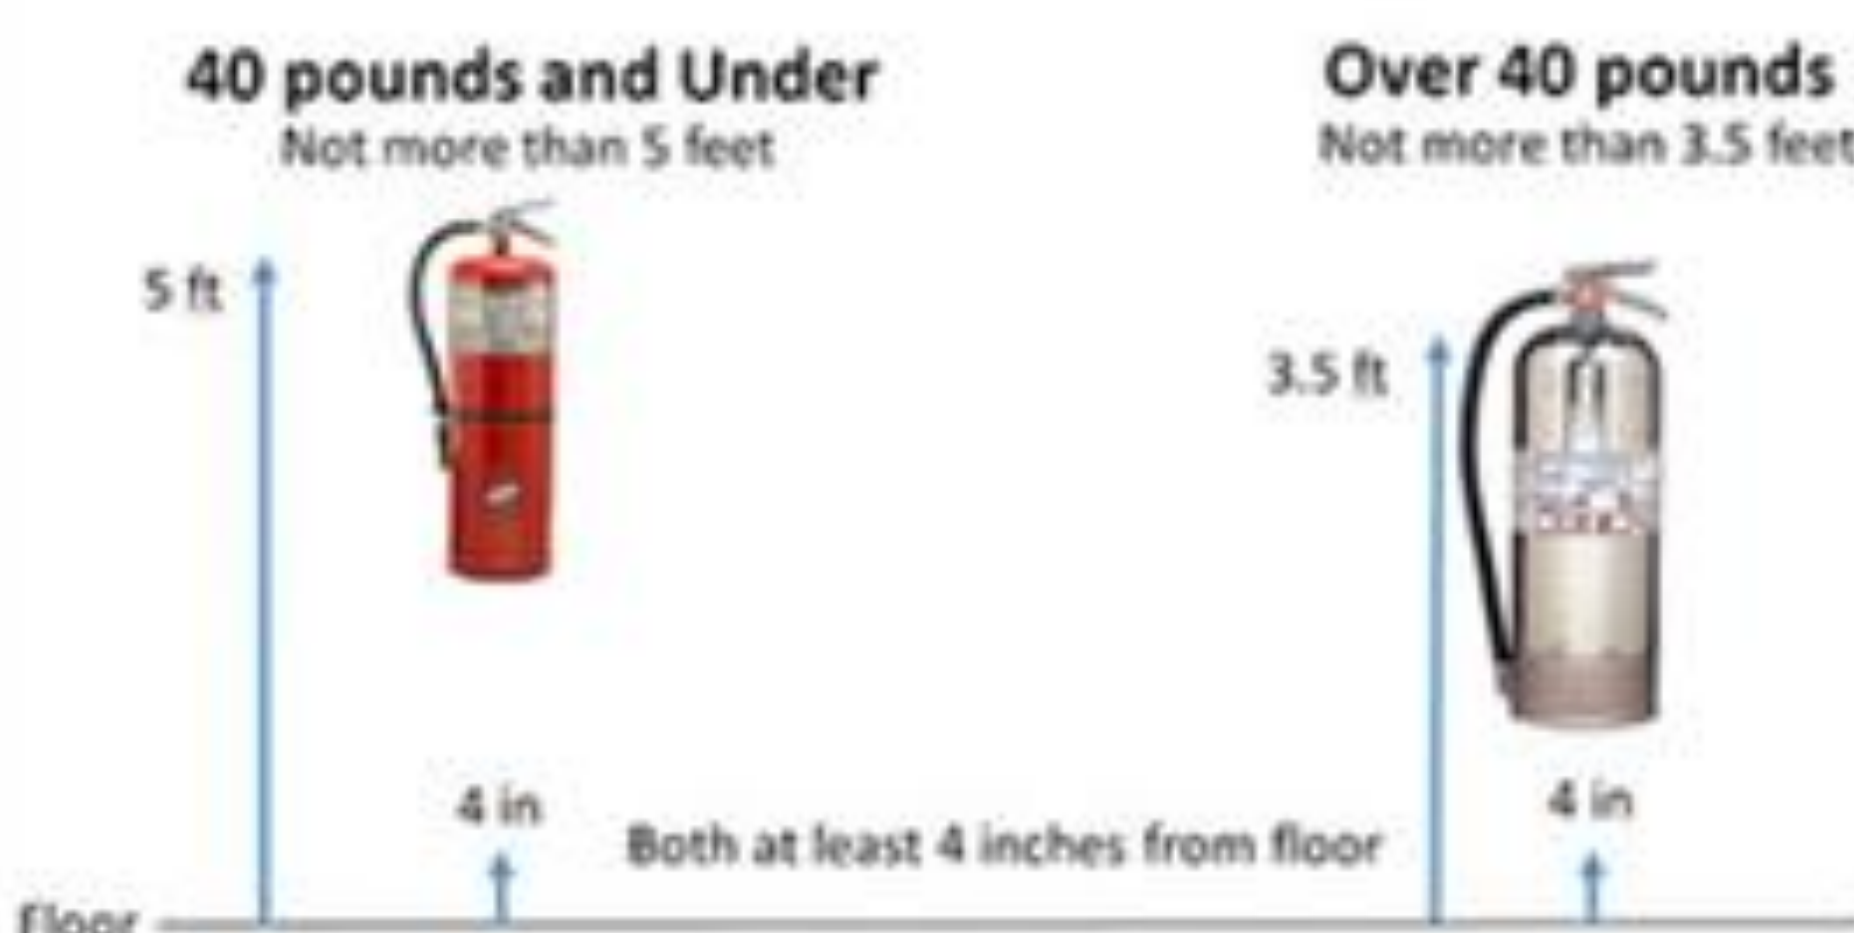 40 pounds and Under
Not more than 5 feet
Over 40 pounds
Not more than 3.5 feet
5 ft
3.5 ft
4 in
4 in
Both at least 4 inches from floor
Floor